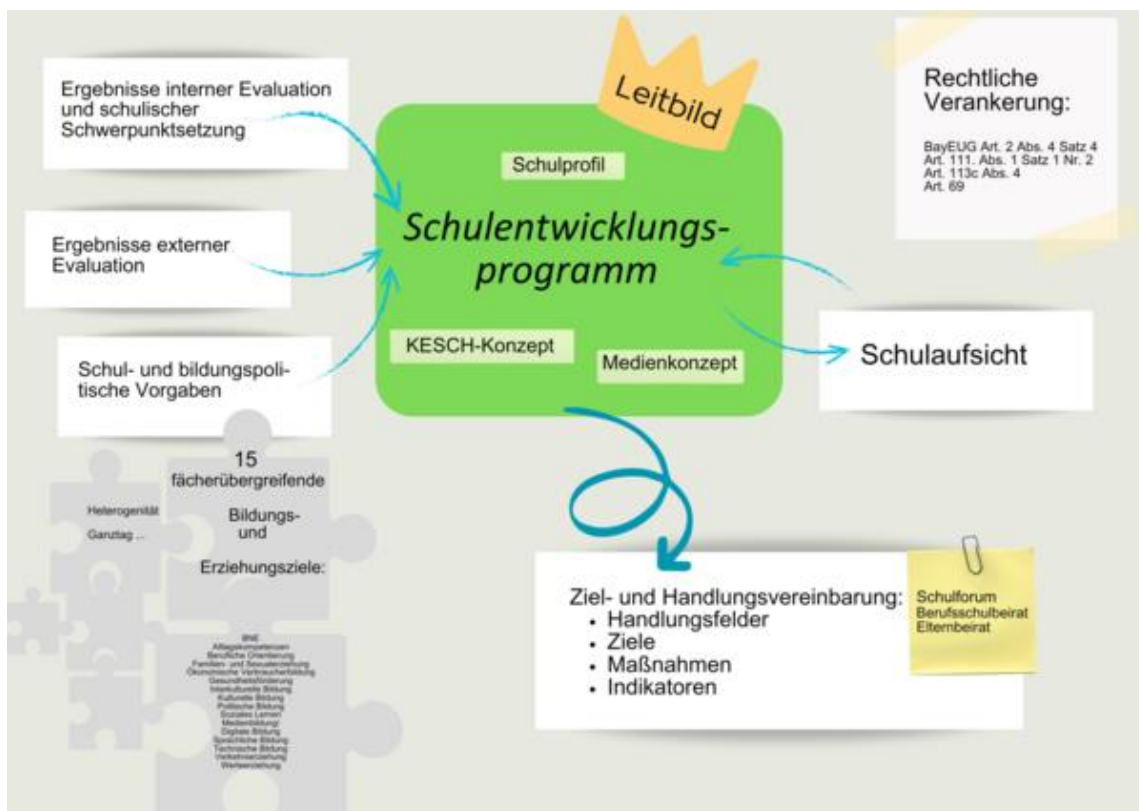 Ergebnisse interner Evaluation
und schulischer
Schwerpunktsetzung
Ergebnisse externer
Evaluation
Schul- und bildungspoli-
tische Vorgaben
Leitbild
Schulprofil
Schulentwicklungs-
programm
KESCH-Konzept
Medienkonzept
Rechtliche
Verankerung:
BayEUG Art. 2 Abs. 4 Satz 4
Art. 111. Abs. 1 Satz 1 Nr. 2
Art. 113c Abs. 4
Art. 69
Schulaufsicht
Heterogenität
Ganztag ...
15
fächerübergreifende
Bildungs-
und
Erziehungsziele:
BNE
Alltagskompetenzen
Berufliche Orientierung
Familien- und Sexualerziehung
Ökonomische Verbraucherbildung
Gesundheitsförderung
Interkulturelle Bildung
Kulturelle Bildung
Politische Bildung
Soziales Lernen
Medienbildung/
Digitale Bildung
Sprachliche Bildung
Technische Bildung
Verkehrserziehung
Werteerziehung
Ziel- und Handlungsvereinbarung:
• Handlungsfelder
• Ziele
• Maßnahmen
• Indikatoren
Schulforum
Berufsschulbeirat
Elternbeirat